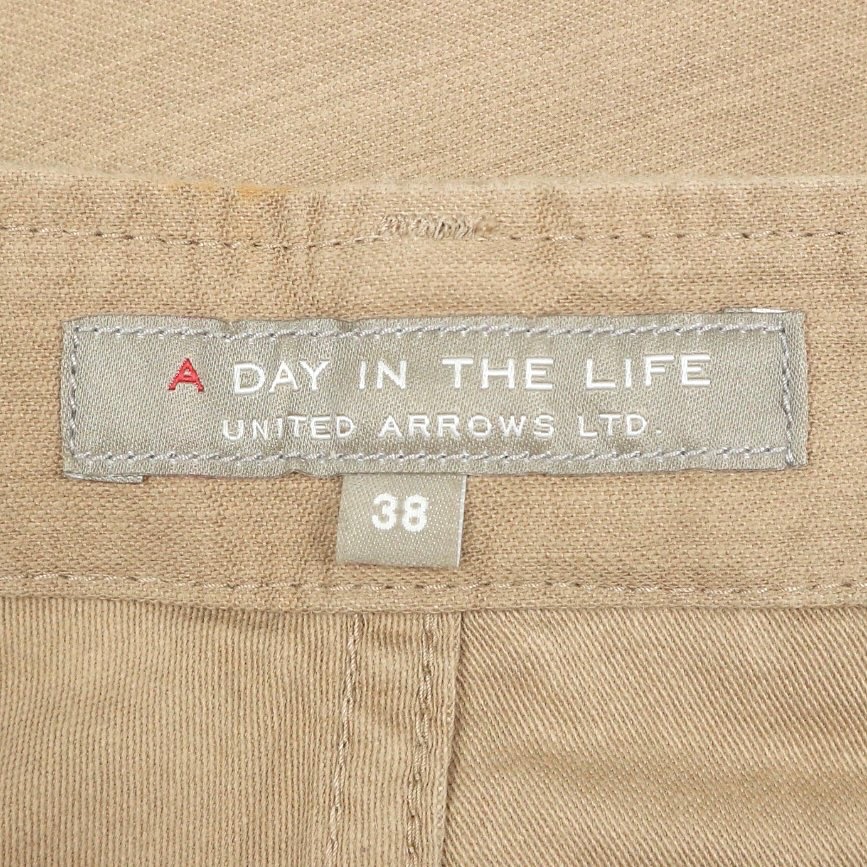 A DAY IN THE LIFE
UNITED ARROWS LTD.
38